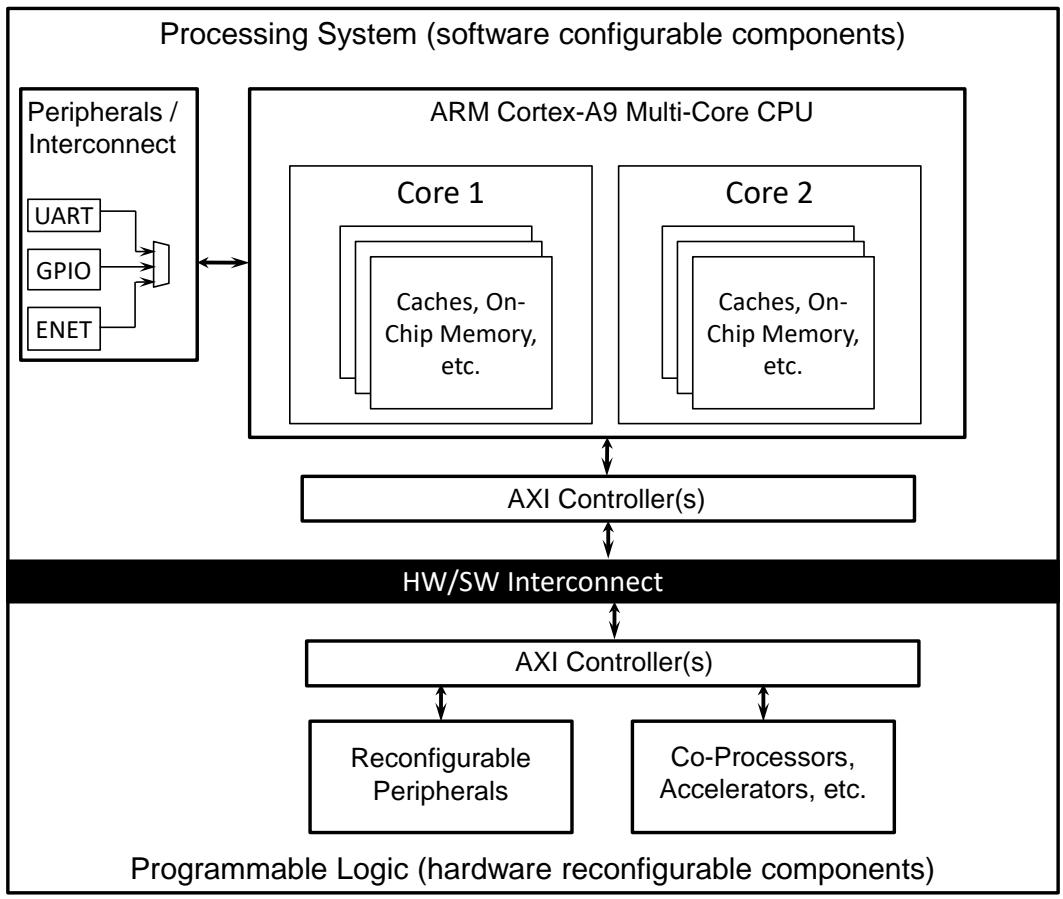 Processing System (software configurable components)
Peripherals /
Interconnect
UART
GPIO
ENET
ARM Cortex-A9 Multi-Core CPU
Core 1
Caches, On-
Chip Memory,
etc.
Core 2
Caches, On-
Chip Memory,
etc.
AXI Controller(s)
HW/SW Interconnect
AXI Controller(s)
Reconfigurable
Peripherals
Co-Processors,
Accelerators, etc.
Programmable Logic (hardware reconfigurable components)